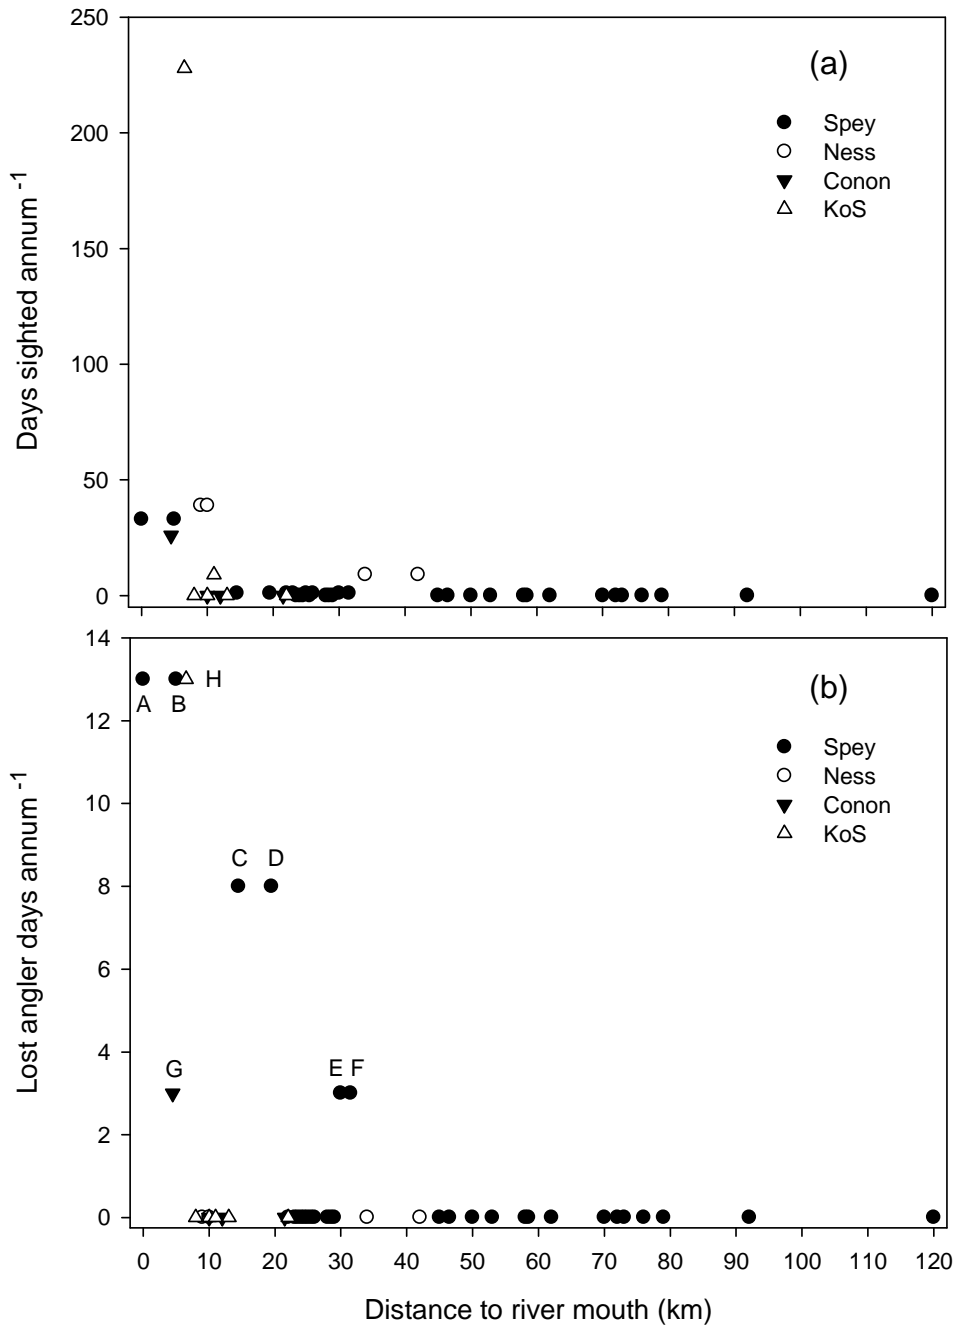 250
(a)
Spey
Ness
Conon
KoS
200
150
100
50
0
Days sighted annum -1
14
(b)
A
B
H
Spey
Ness
Conon
KoS
12
10
C
D
8
6
4
G
E
F
2
0
Lost angler days annum -1
0 10 20 30 40 50 60 70 80 90 100 110 120
Distance to river mouth (km)